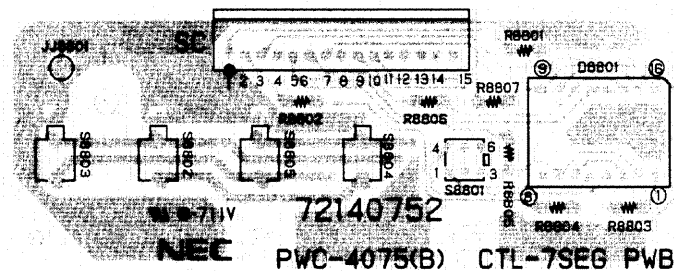 R8801
JJ8801
SC
9 D8801 16
2 3 4 5 6 7 8 9 10 11 12 13 14 15
R8807
R8802 R8806
S8803 S8802 S8805 S8804
4 6
1 3
S8801
R8805
8 1
R8804 R8803
72140752
NEC PWC-4075(B) CTL-7SEG PWB